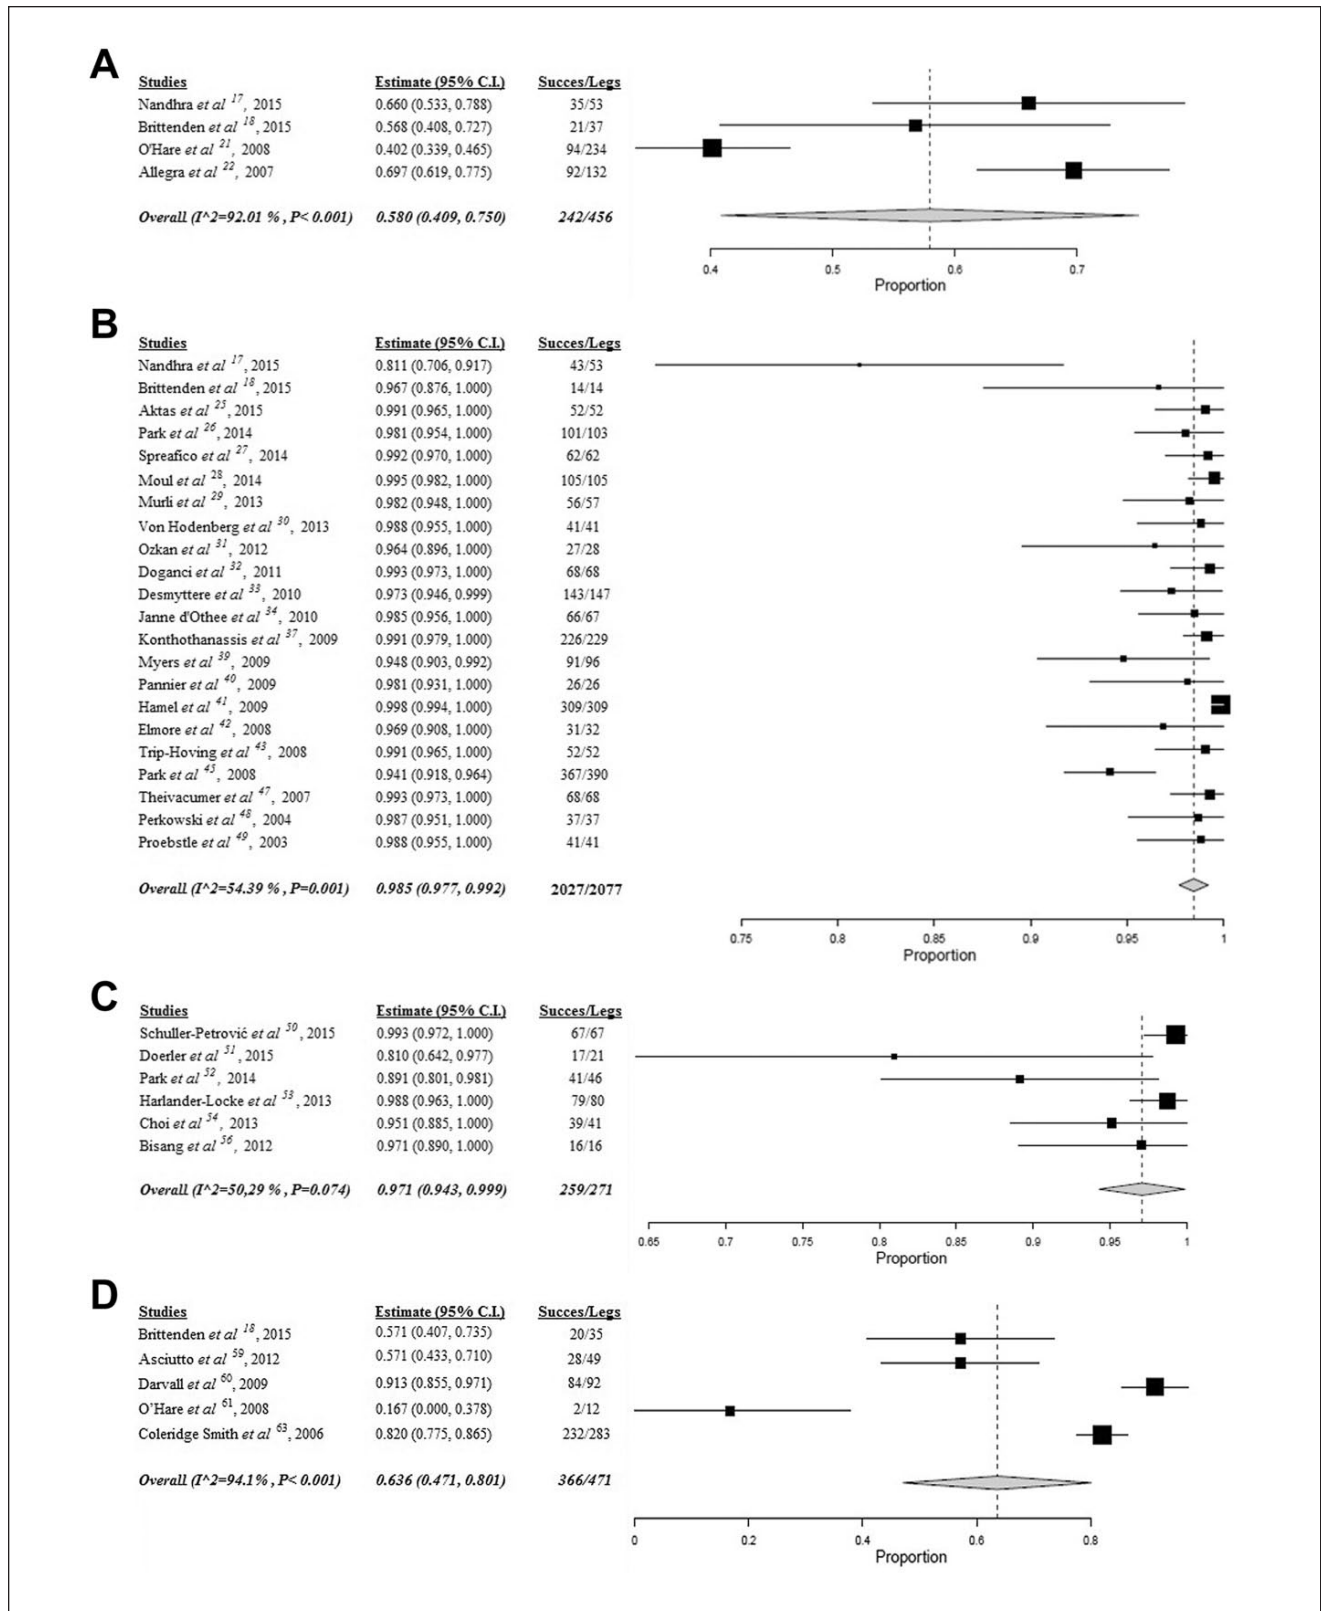 A
Studies Estimate (95% C.I.) Succes/Legs
Nandhra et al 17, 2015 0.660 (0.533, 0.788) 35/53
Brittenden et al 18, 2015 0.568 (0.408, 0.727) 21/37
O'Hare et al 21, 2008 0.402 (0.339, 0.465) 94/234
Allegra et al 22, 2007 0.697 (0.619, 0.775) 92/132
Overall (I^2=92.01 % , P< 0.001) 0.580 (0.409, 0.750) 242/456
0.4 0.5 0.6 0.7
Proportion
B
Studies Estimate (95% C.I.) Succes/Legs
Nandhra et al 17, 2015 0.811 (0.706, 0.917) 43/53
Brittenden et al 18, 2015 0.967 (0.876, 1.000) 14/14
Aktas et al 25, 2015 0.991 (0.965, 1.000) 52/52
Park et al 26, 2014 0.981 (0.954, 1.000) 101/103
Spreafico et al 27, 2014 0.992 (0.970, 1.000) 62/62
Moul et al 28, 2014 0.995 (0.982, 1.000) 105/105
Murli et al 29, 2013 0.982 (0.948, 1.000) 56/57
Von Hodenberg et al 30, 2013 0.988 (0.955, 1.000) 41/41
Ozkan et al 31, 2012 0.964 (0.896, 1.000) 27/28
Doganci et al 32, 2011 0.993 (0.973, 1.000) 68/68
Desmyttere et al 33, 2010 0.973 (0.946, 0.999) 143/147
Janne d'Othee et al 34, 2010 0.985 (0.956, 1.000) 66/67
Konthothanassis et al 37, 2009 0.991 (0.979, 1.000) 226/229
Myers et al 39, 2009 0.948 (0.903, 0.992) 91/96
Pannier et al 40, 2009 0.981 (0.931, 1.000) 26/26
Hamel et al 41, 2009 0.998 (0.994, 1.000) 309/309
Elmore et al 42, 2008 0.969 (0.908, 1.000) 31/32
Trip-Hoving et al 43, 2008 0.991 (0.965, 1.000) 52/52
Park et al 45, 2008 0.941 (0.918, 0.964) 367/390
Theivacumer et al 47, 2007 0.993 (0.973, 1.000) 68/68
Perkowski et al 48, 2004 0.987 (0.951, 1.000) 37/37
Proebstle et al 49, 2003 0.988 (0.955, 1.000) 41/41
Overall (I^2=54.39 % , P=0.001) 0.985 (0.977, 0.992) 2027/2077
0.75 0.8 0.85 0.9 0.95 1
Proportion
C
Studies Estimate (95% C.I.) Succes/Legs
Schuller-Petrović et al 50, 2015 0.993 (0.972, 1.000) 67/67
Doerler et al 51, 2015 0.810 (0.642, 0.977) 17/21
Park et al 52, 2014 0.891 (0.801, 0.981) 41/46
Harlander-Locke et al 53, 2013 0.988 (0.963, 1.000) 79/80
Choi et al 54, 2013 0.951 (0.885, 1.000) 39/41
Bisang et al 56, 2012 0.971 (0.890, 1.000) 16/16
Overall (I^2=50,29 % , P=0.074) 0.971 (0.943, 0.999) 259/271
0.65 0.7 0.75 0.8 0.85 0.9 0.95 1
Proportion
D
Studies Estimate (95% C.I.) Succes/Legs
Brittenden et al 18, 2015 0.571 (0.407, 0.735) 20/35
Asciutto et al 59, 2012 0.571 (0.433, 0.710) 28/49
Darvall et al 60, 2009 0.913 (0.855, 0.971) 84/92
O’Hare et al 61, 2008 0.167 (0.000, 0.378) 2/12
Coleridge Smith et al 63, 2006 0.820 (0.775, 0.865) 232/283
Overall (I^2=94.1% , P< 0.001) 0.636 (0.471, 0.801) 366/471
0 0.2 0.4 0.6 0.8
Proportion